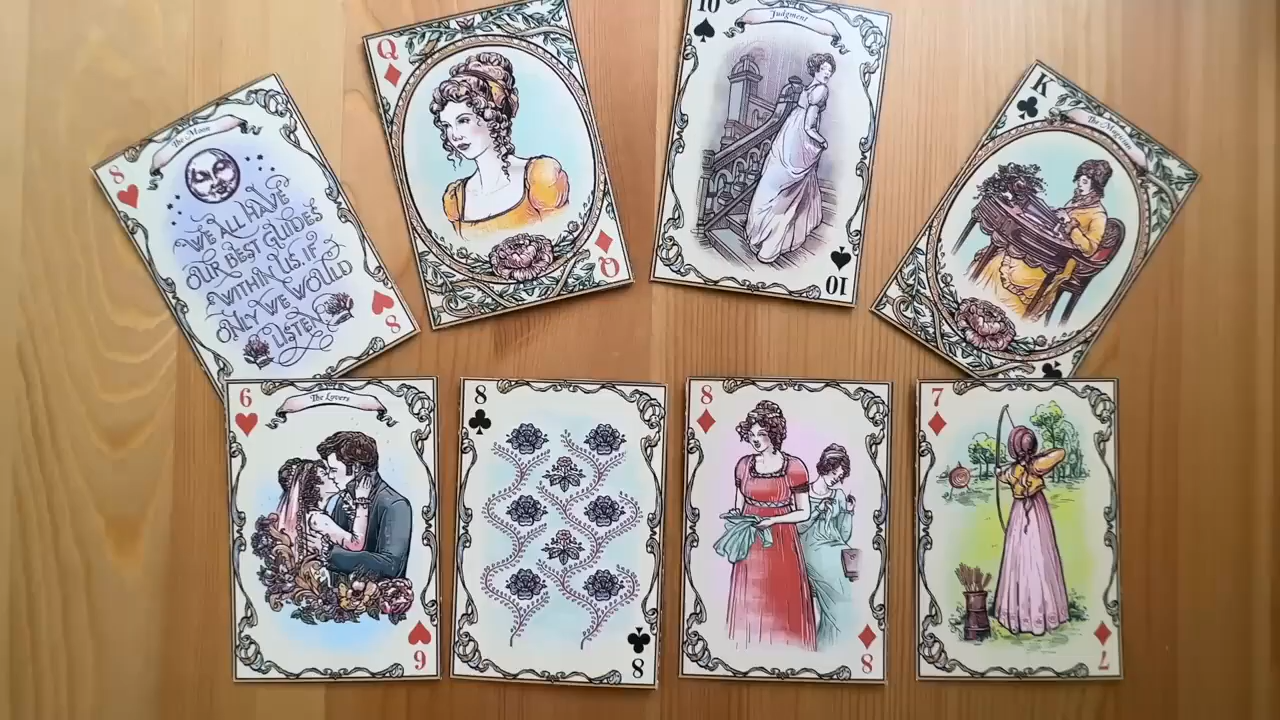 8
The Moon
WE ALL HAVE
OUR BEST GUIDES
WITHIN US, IF
ONLY WE WOULD
LISTEN
8
Q
Q
10
Judgment
10
K
The Magician
6
The Lovers
6
8
8
8
8
7
7